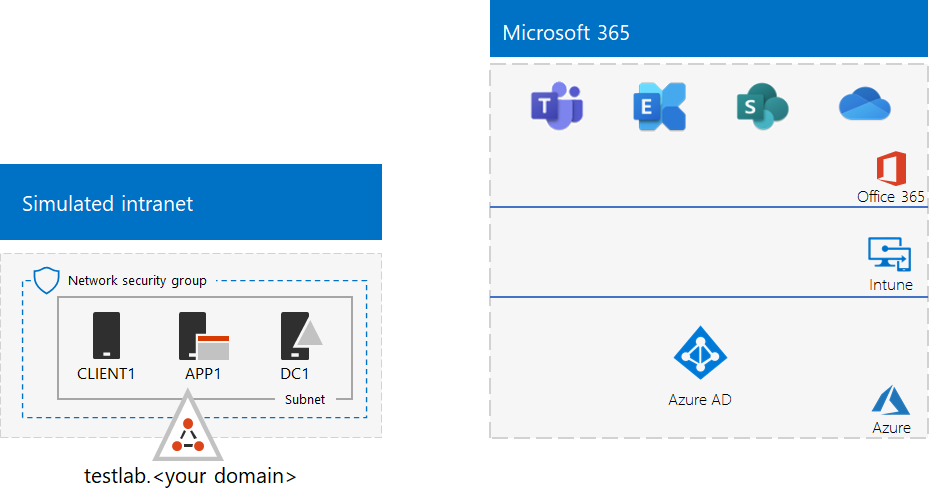 Microsoft 365
T
E
S
Office 365
Intune
Azure AD
Azure
Simulated intranet
Network security group
CLIENT1
APP1
DC1
Subnet
testlab.<your domain>